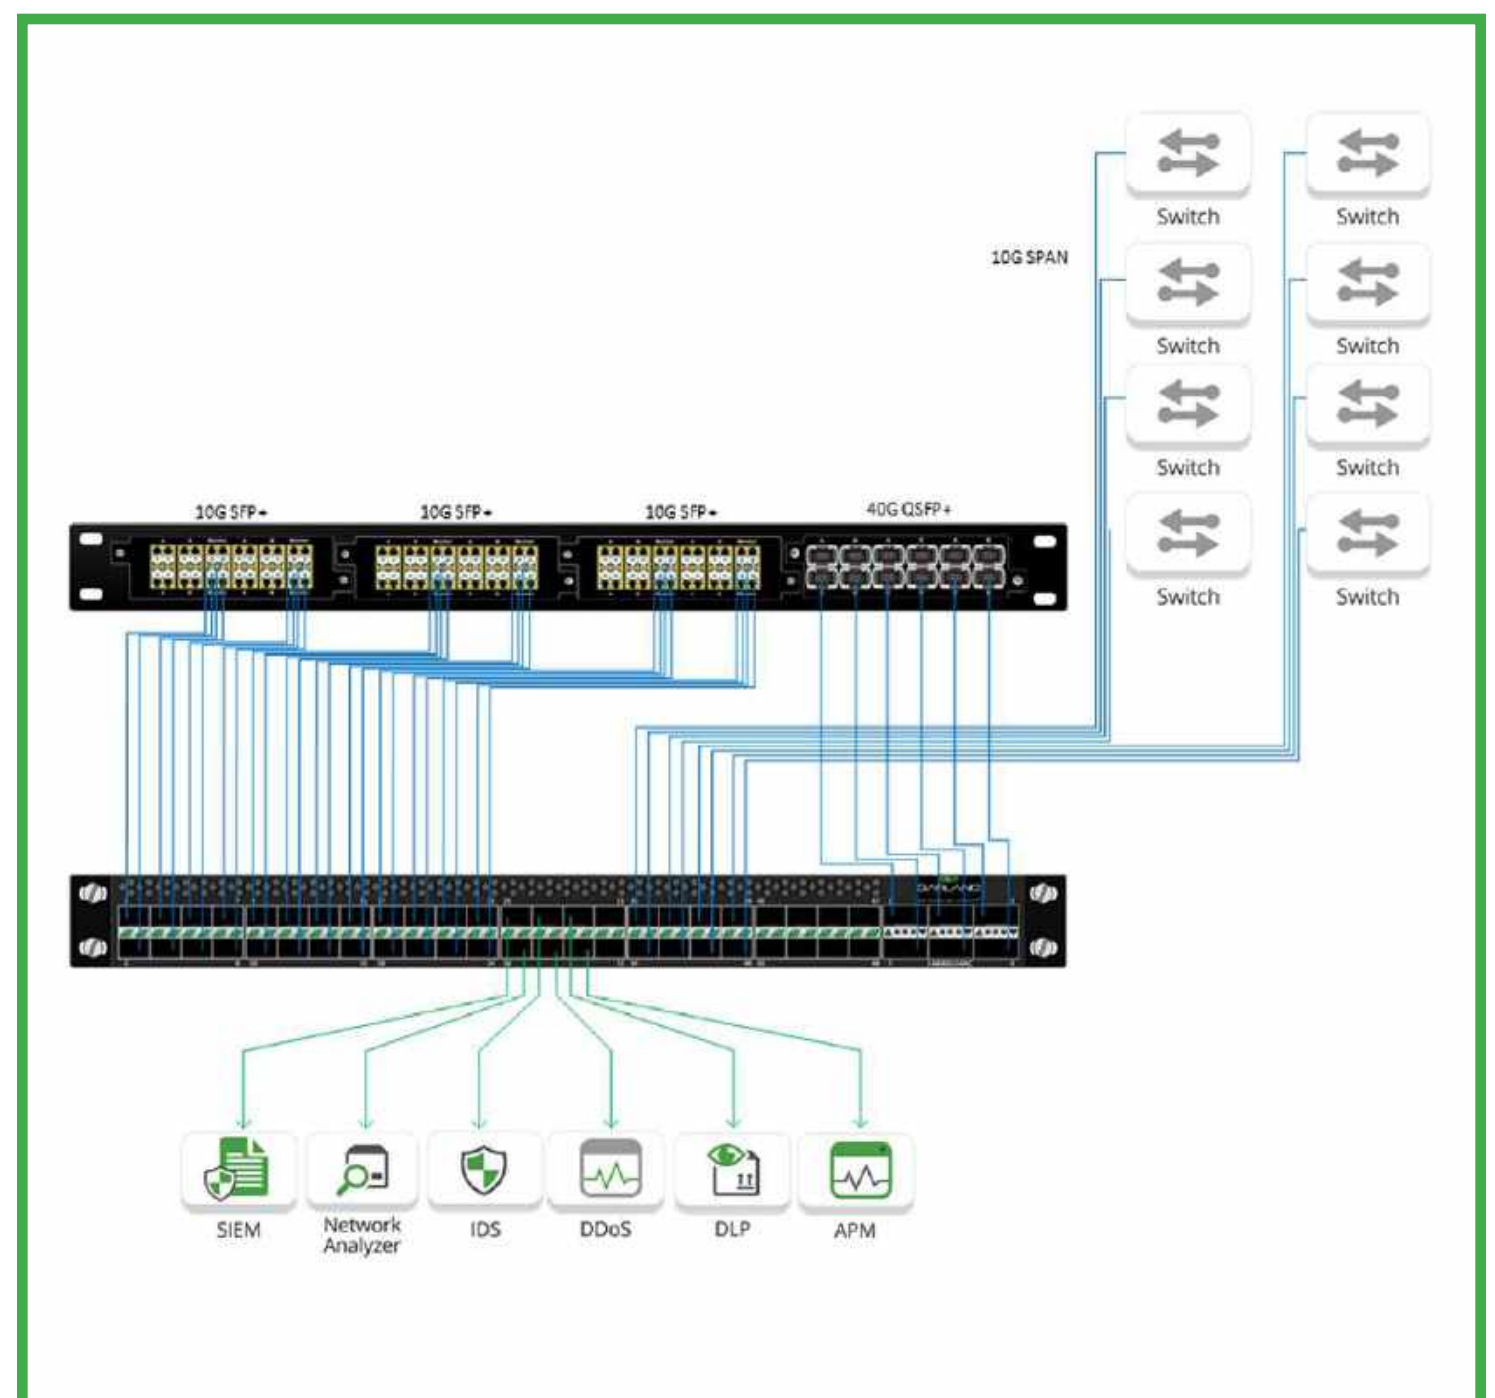 Switch
Switch
10G SPAN
Switch
Switch
Switch
Switch
10G SFP+
10G SFP+
10G SFP+
40G QSFP+
Switch
Switch
GARLAND
SIEM
Network
Analyzer
IDS
DDoS
DLP
APM